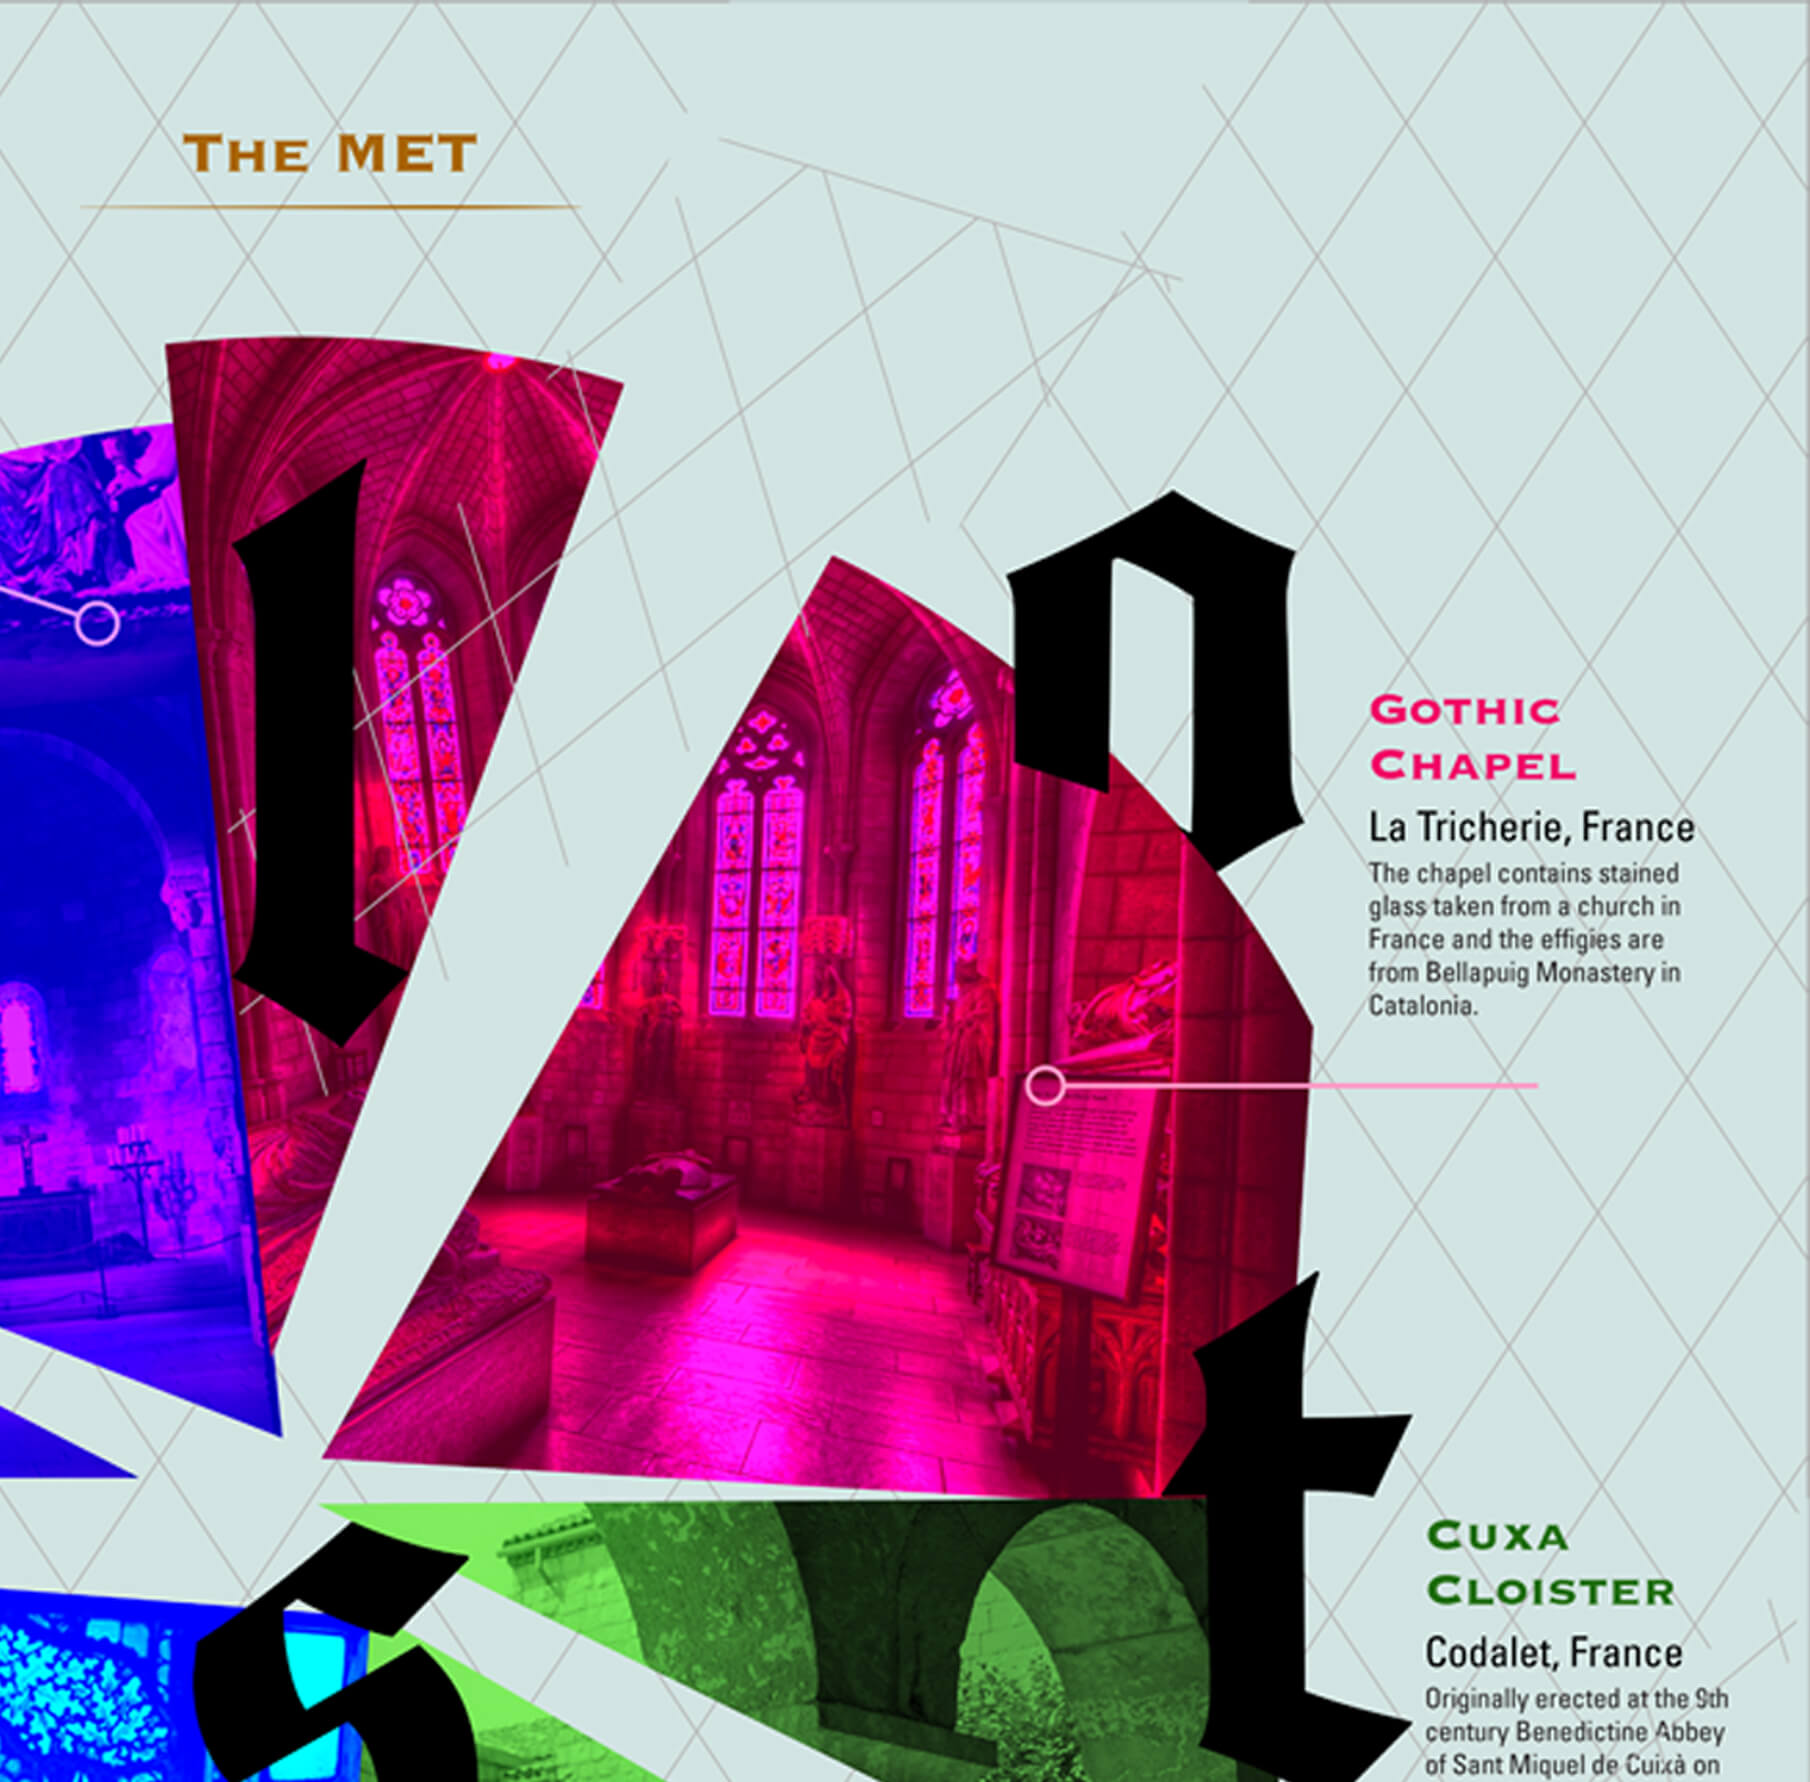 The MET
l
n
Gothic
Chapel
La Tricherie, France
The chapel contains stained
glass taken from a church in
France and the effigies are
from Bellapuig Monastery in
Catalonia.
t
s
Cuxa
Cloister
Codalet, France
Originally erected at the 9th
century Benedictine Abbey
of Sant Miquel de Cuixà on